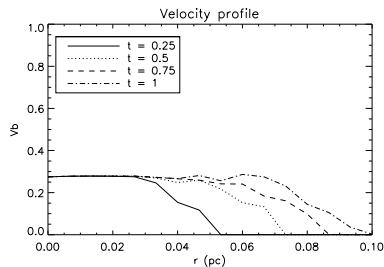 Velocity profile
1.0
0.8
0.6
0.4
0.2
0.0
Vb
t = 0.25
t = 0.5
t = 0.75
t = 1
0.00 0.02 0.04 0.06 0.08 0.10
r (pc)